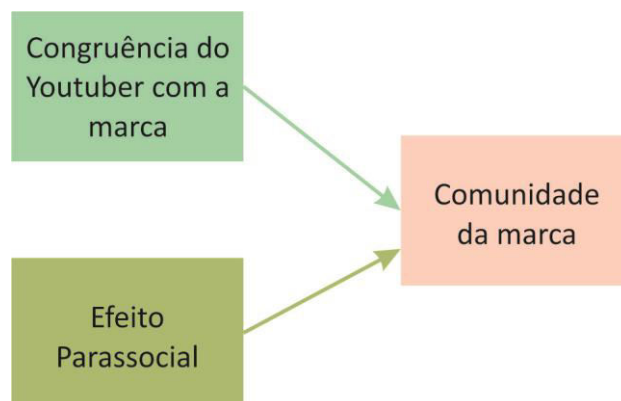 Congruência do
Youtuber com a
marca
Comunidade
da marca
Efeito
Parassocial